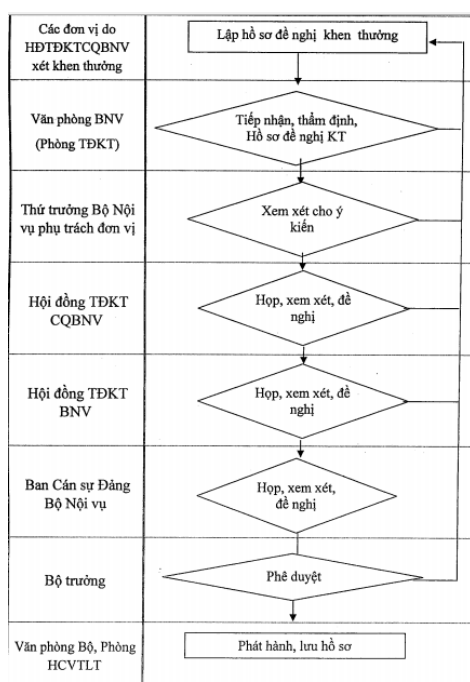 Các đơn vị do
HĐTĐKTCQBNV
xét khen thưởng
Lập hồ sơ đề nghị khen thưởng
Văn phòng BNV
(Phòng TĐKT)
Tiếp nhận, thẩm định,
Hồ sơ đề nghị KT
Thứ trưởng Bộ Nội
vụ phụ trách đơn vị
Xem xét cho ý
kiến
Hội đồng TĐKT
CQBNV
Họp, xem xét, đề
nghị
Hội đồng TĐKT
BNV
Họp, xem xét, đề
nghị
Ban Cán sự Đảng
Bộ Nội vụ
Họp, xem xét,
đề nghị
Bộ trưởng
Phê duyệt
Văn phòng Bộ, Phòng
HCVTLT
Phát hành, lưu hồ sơ